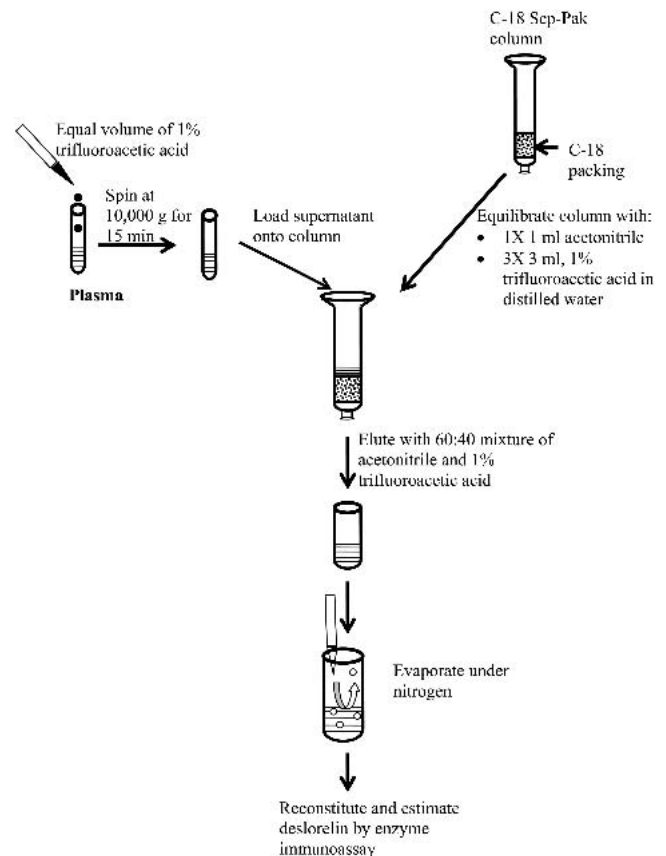 C-18 Sep-Pak
column
Equal volume of 1%
trifluoroacetic acid
C-18
packing
Spin at
10,000 g for
15 min
Load supernatant
onto column
Plasma
Equilibrate column with:
● 1X 1 ml acetonitrile
● 3X 3 ml, 1%
trifluoroacetic acid in
distilled water
Elute with 60:40 mixture of
acetonitrile and 1%
trifluoroacetic acid
Evaporate under
nitrogen
Reconstitute and estimate
deslorelin by enzyme
immunoassay